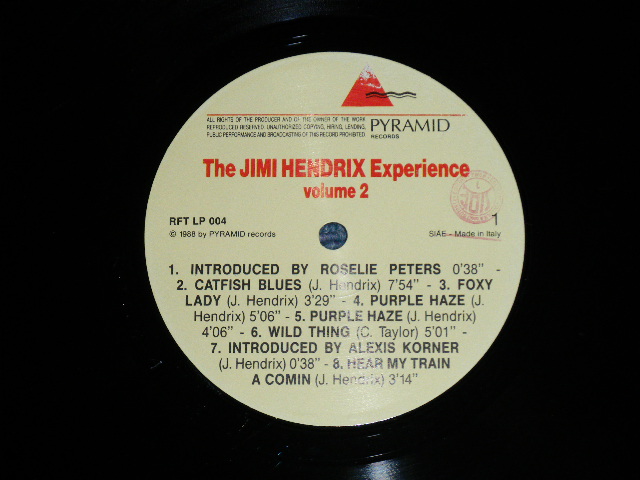 ALL RIGHTS OF THE PRODUCER AND OF THE OWNER OF THE WORK
REPRODUCED RESERVED. UNAUTHORIZED COPYING, HIRING, LENDING,
PUBLIC PERFORMANCE AND BROADCASTING OF THIS RECORD PROHIBITED
PYRAMID
RECORDS
The JIMI HENDRIX Experience
volume 2
RFT LP 004
1
© 1988 by PYRAMID records
SIAE - Made in Italy
1. INTRODUCED BY ROSELIE PETERS 0'38" -
2. CATFISH BLUES (J. Hendrix) 7'54" - 3. FOXY
LADY (J. Hendrix) 3'29" - 4. PURPLE HAZE (J.
Hendrix) 5'06" - 5. PURPLE HAZE (J. Hendrix)
4'06" - 6. WILD THING (C. Taylor) 5'01" -
7. INTRODUCED BY ALEXIS KORNER
(J. Hendrix) 0'38" - 8. HEAR MY TRAIN
A COMIN (J. Hendrix) 3'14"